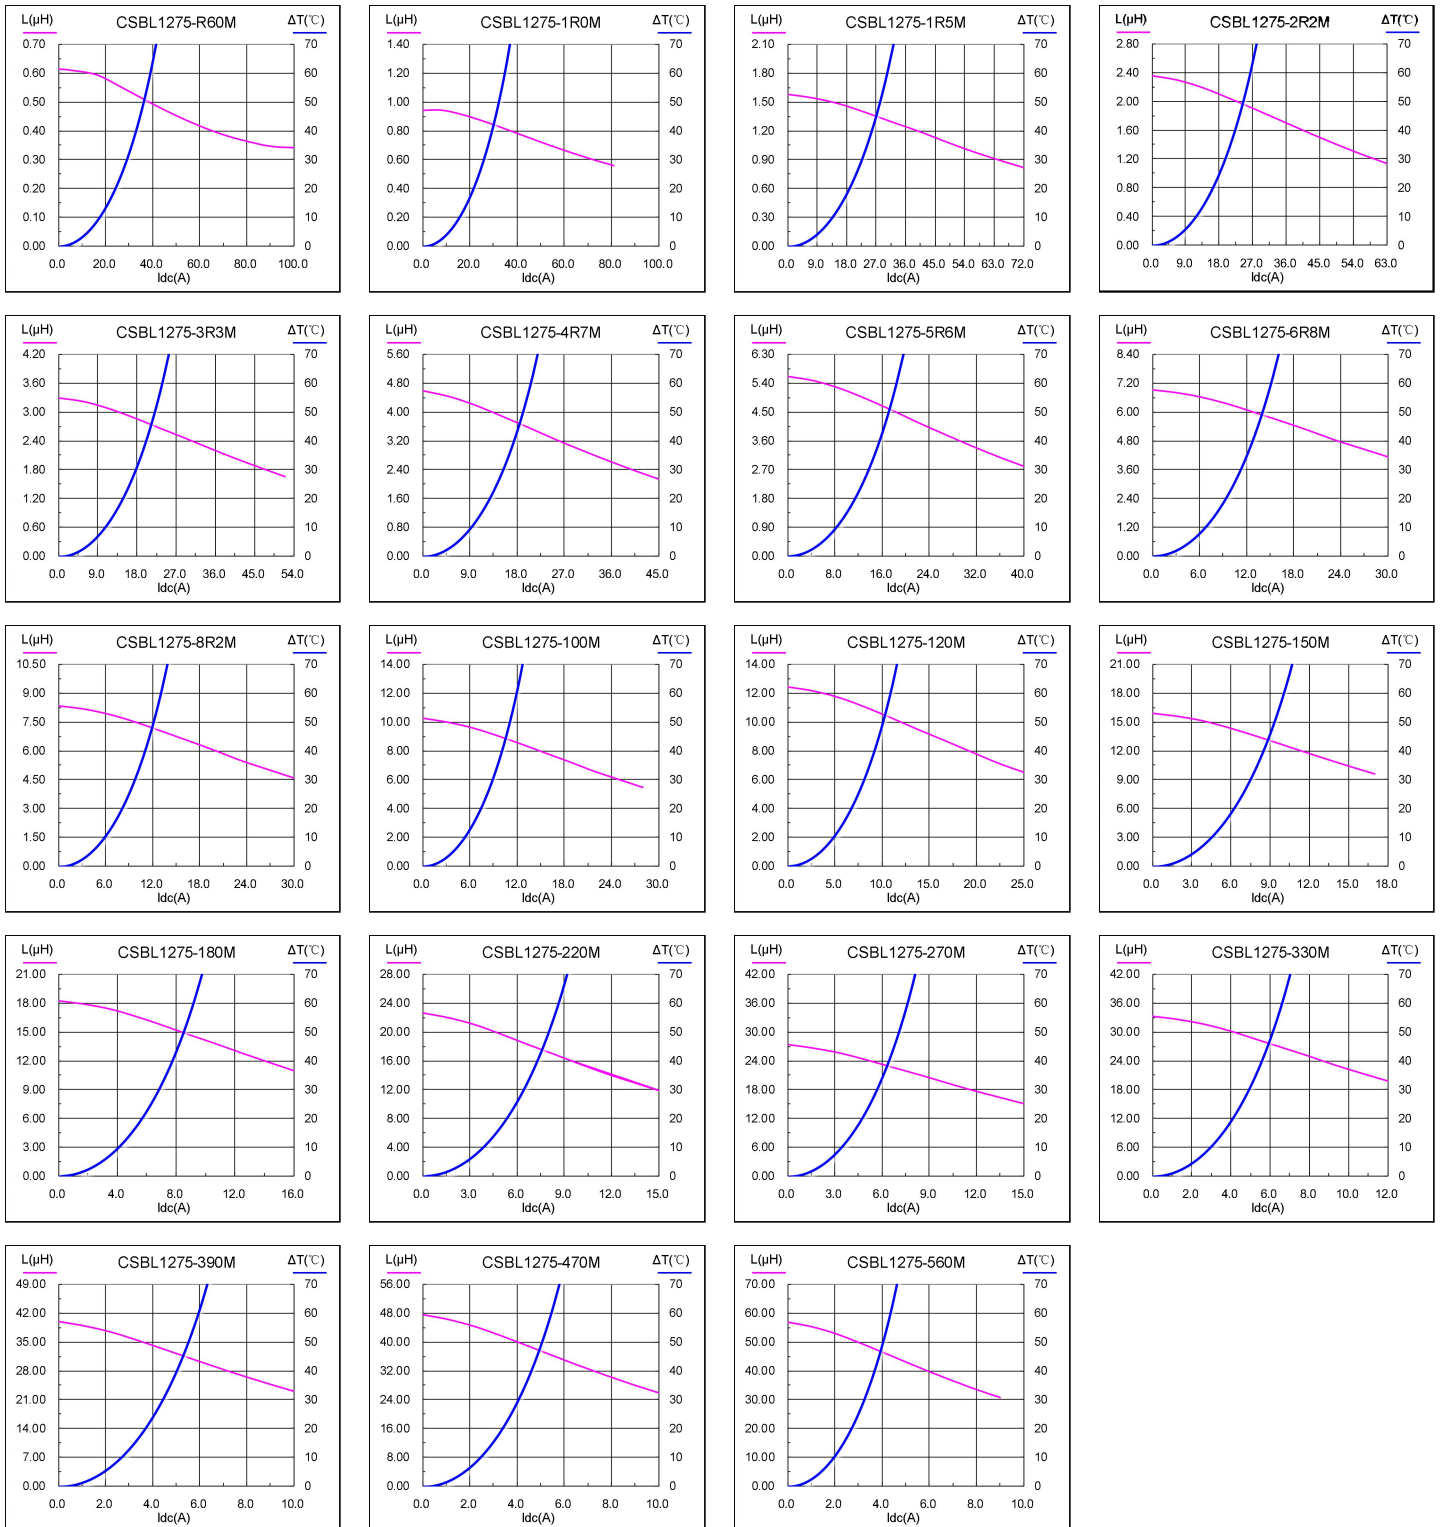 L(μH) CSBL1275-R60M ΔT(℃)
0.70 70
0.60 60
0.50 50
0.40 40
0.30 30
0.20 20
0.10 10
0.00 0
0.0 20.0 40.0 60.0 80.0 100.0
Idc(A)
L(μH) CSBL1275-1R0M ΔT(℃)
1.40 70
1.20 60
1.00 50
0.80 40
0.60 30
0.40 20
0.20 10
0.00 0
0.0 20.0 40.0 60.0 80.0 100.0
Idc(A)
L(μH) CSBL1275-1R5M ΔT(℃)
2.10 70
1.80 60
1.50 50
1.20 40
0.90 30
0.60 20
0.30 10
0.00 0
0.0 9.0 18.0 27.0 36.0 45.0 54.0 63.0 72.0
Idc(A)
L(μH) CSBL1275-2R2M ΔT(℃)
2.80 70
2.40 60
2.00 50
1.60 40
1.20 30
0.80 20
0.40 10
0.00 0
0.0 9.0 18.0 27.0 36.0 45.0 54.0 63.0
Idc(A)
L(μH) CSBL1275-3R3M ΔT(℃)
4.20 70
3.60 60
3.00 50
2.40 40
1.80 30
1.20 20
0.60 10
0.00 0
0.0 9.0 18.0 27.0 36.0 45.0 54.0
Idc(A)
L(μH) CSBL1275-4R7M ΔT(℃)
5.60 70
4.80 60
4.00 50
3.20 40
2.40 30
1.60 20
0.80 10
0.00 0
0.0 9.0 18.0 27.0 36.0 45.0
Idc(A)
L(μH) CSBL1275-5R6M ΔT(℃)
6.30 70
5.40 60
4.50 50
3.60 40
2.70 30
1.80 20
0.90 10
0.00 0
0.0 8.0 16.0 24.0 32.0 40.0
Idc(A)
L(μH) CSBL1275-6R8M ΔT(℃)
8.40 70
7.20 60
6.00 50
4.80 40
3.60 30
2.40 20
1.20 10
0.00 0
0.0 6.0 12.0 18.0 24.0 30.0
Idc(A)
L(μH) CSBL1275-8R2M ΔT(℃)
10.50 70
9.00 60
7.50 50
6.00 40
4.50 30
3.00 20
1.50 10
0.00 0
0.0 6.0 12.0 18.0 24.0 30.0
Idc(A)
L(μH) CSBL1275-100M ΔT(℃)
14.00 70
12.00 60
10.00 50
8.00 40
6.00 30
4.00 20
2.00 10
0.00 0
0.0 6.0 12.0 18.0 28.0 30.0
Idc(A)
L(μH) CSBL1275-120M ΔT(℃)
14.00 70
12.00 60
10.00 50
8.00 40
6.00 30
4.00 20
2.00 10
0.00 0
0.0 5.0 10.0 15.0 20.0 25.0
Idc(A)
L(μH) CSBL1275-150M ΔT(℃)
21.00 70
18.00 60
15.00 50
12.00 40
9.00 30
6.00 20
3.00 10
0.00 0
0.0 3.0 6.0 9.0 12.0 15.0 18.0
Idc(A)
L(μH) CSBL1275-180M ΔT(℃)
21.00 70
18.00 60
15.00 50
12.00 40
9.00 30
6.00 20
3.00 10
0.00 0
0.0 4.0 8.0 12.0 16.0
Idc(A)
L(μH) CSBL1275-220M ΔT(℃)
28.00 70
24.00 60
20.00 50
16.00 40
12.00 30
8.00 20
4.00 10
0.00 0
0.0 3.0 6.0 9.0 12.0 15.0
Idc(A)
L(μH) CSBL1275-270M ΔT(℃)
42.00 70
36.00 60
30.00 50
24.00 40
18.00 30
12.00 20
6.00 10
0.00 0
0.0 3.0 6.0 9.0 12.0 15.0
Idc(A)
L(μH) CSBL1275-330M ΔT(℃)
42.00 70
36.00 60
30.00 50
24.00 40
18.00 30
12.00 20
6.00 10
0.00 0
0.0 2.0 4.0 6.0 8.0 10.0 12.0
Idc(A)
L(μH) CSBL1275-390M ΔT(℃)
49.00 70
42.00 60
35.00 50
28.00 40
21.00 30
14.00 20
7.00 10
0.00 0
0.0 2.0 4.0 6.0 8.0 10.0
Idc(A)
L(μH) CSBL1275-470M ΔT(℃)
56.00 70
48.00 60
40.00 50
32.00 40
24.00 30
16.00 20
8.00 10
0.00 0
0.0 2.0 4.0 6.0 8.0 10.0
Idc(A)
L(μH) CSBL1275-560M ΔT(℃)
70.00 70
60.00 60
50.00 50
40.00 40
30.00 30
20.00 20
10.00 10
0.00 0
0.0 2.0 4.0 6.0 8.0 10.0
Idc(A)